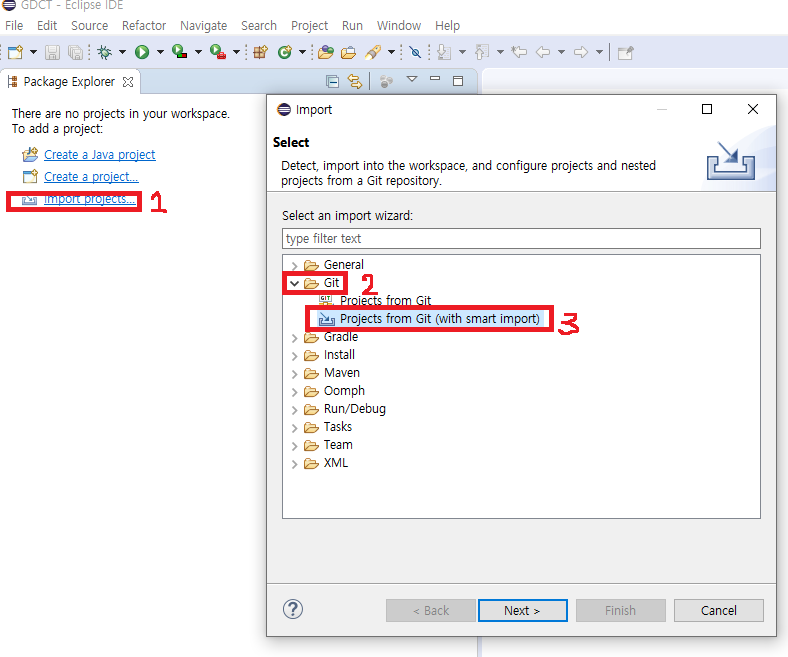 GDCT - Eclipse IDE
File Edit Source Refactor Navigate Search Project Run Window Help
Package Explorer
There are no projects in your workspace.
To add a project:
Create a Java project
Create a project...
Import projects...
1
Import
Select
Detect, import into the workspace, and configure projects and nested
projects from a Git repository.
Select an import wizard:
type filter text
General
Git
2
GIT
Projects from Git
Projects from Git (with smart import)
3
Gradle
Install
Maven
Oomph
Run/Debug
Tasks
Team
XML
?
< Back
Next >
Finish
Cancel